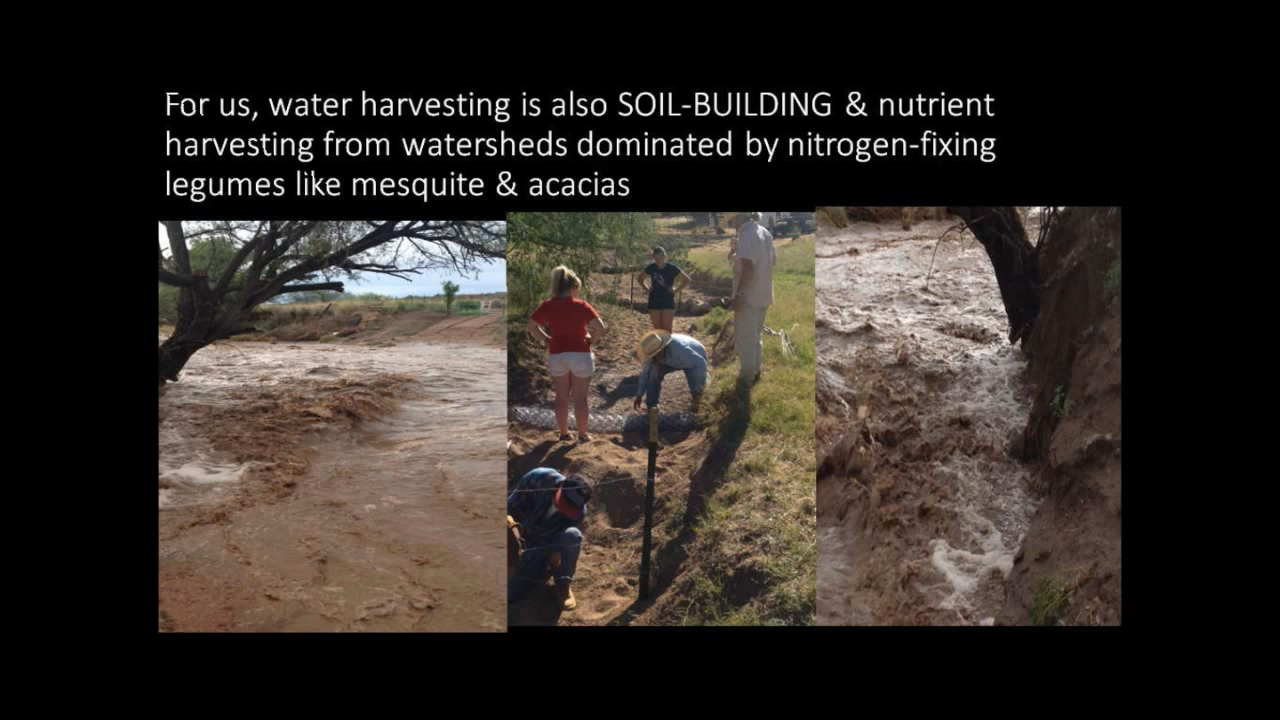 For us, water harvesting is also SOIL-BUILDING & nutrient
harvesting from watersheds dominated by nitrogen-fixing
legumes like mesquite & acacias